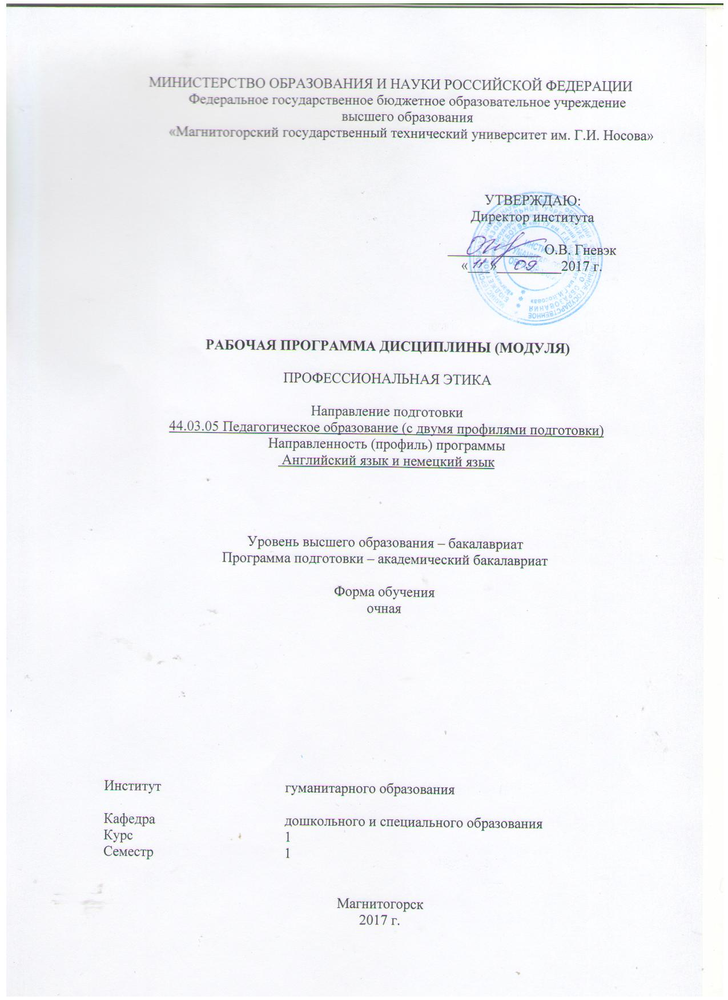 МИНИСТЕРСТВО ОБРАЗОВАНИЯ И НАУКИ РОССИЙСКОЙ ФЕДЕРАЦИИ
Федеральное государственное бюджетное образовательное учреждение
высшего образования
«Магнитогорский государственный технический университет им. Г.И. Носова»
УТВЕРЖДАЮ:
Директор института
О.В. Гневэк
« 11 » 09 2017 г.
РАБОЧАЯ ПРОГРАММА ДИСЦИПЛИНЫ (МОДУЛЯ)
ПРОФЕССИОНАЛЬНАЯ ЭТИКА
Направление подготовки
44.03.05 Педагогическое образование (с двумя профилями подготовки)
Направленность (профиль) программы
Английский язык и немецкий язык
Уровень высшего образования – бакалавриат
Программа подготовки – академический бакалавриат
Форма обучения
очная
Институт гуманитарного образования
Кафедра дошкольного и специального образования
Курс 1
Семестр 1
Магнитогорск
2017 г.